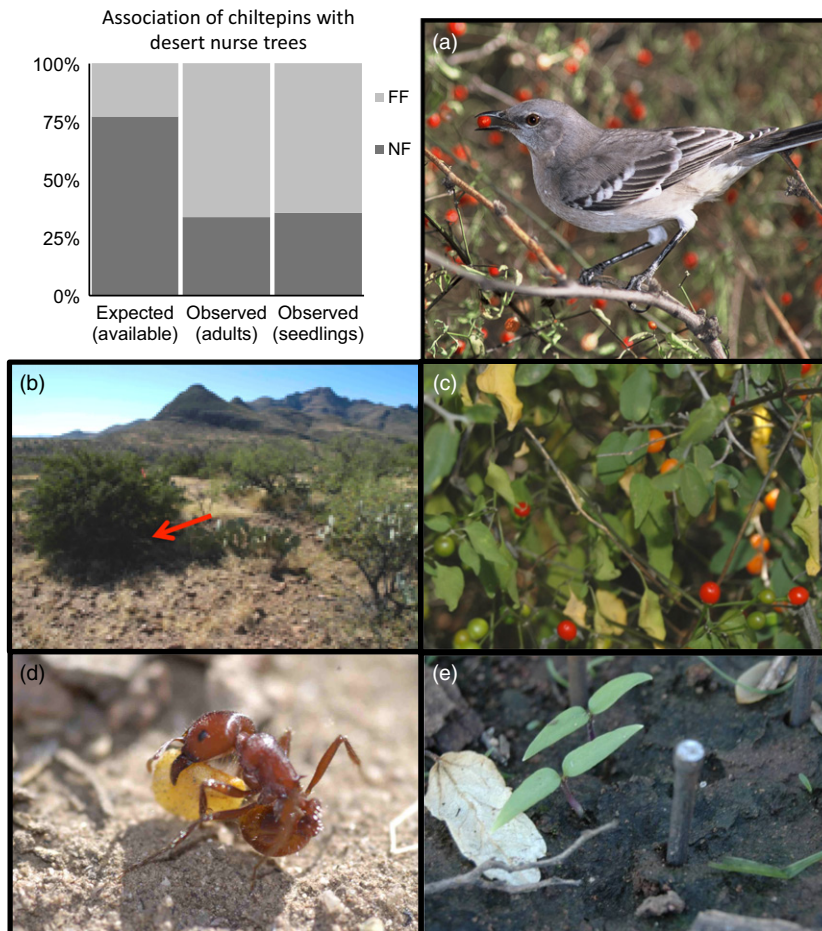 Association of chiltepins with
desert nurse trees
100%
75%
50%
25%
0%
FF
NF
Expected
(available)
Observed
(adults)
Observed
(seedlings)
(a)
(b)
(c)
(d)
(e)